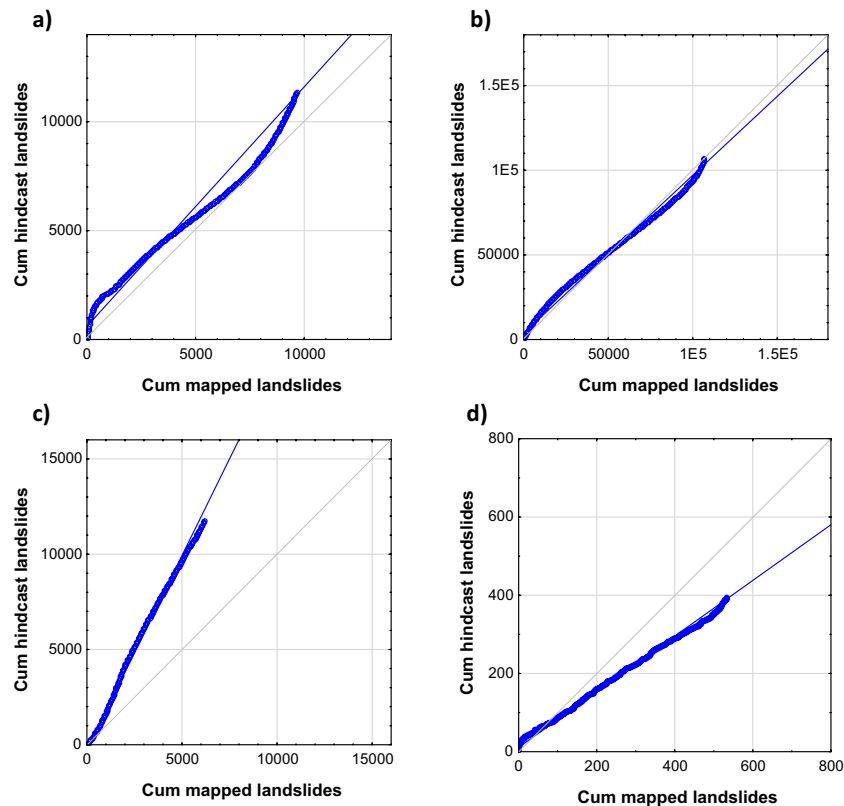 a)
Cum hindcast landslides
10000
5000
0
0 5000 10000
Cum mapped landslides
b)
Cum hindcast landslides
1.5E5
1E5
50000
0
0 50000 1E5 1.5E5
Cum mapped landslides
c)
Cum hindcast landslides
15000
10000
5000
0
0 5000 10000 15000
Cum mapped landslides
d)
Cum hindcast landslides
800
600
400
200
0
0 200 400 600 800
Cum mapped landslides